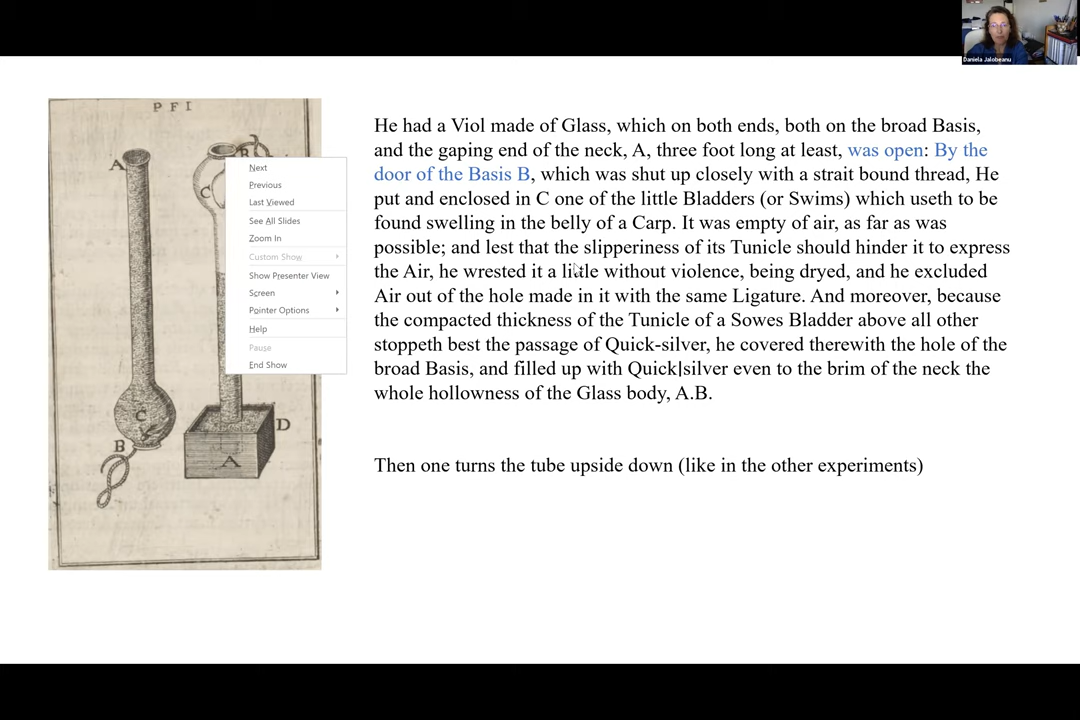 Daniela Jalobeanu
P F I
A
B
C
Next
Previous
Last Viewed
See All Slides
Zoom In
Custom Show
Show Presenter View
Screen
Pointer Options
Help
Pause
End Show
C
B
D
A
He had a Viol made of Glass, which on both ends, both on the broad Basis,
and the gaping end of the neck, A, three foot long at least, was open: By the
door of the Basis B, which was shut up closely with a strait bound thread, He
put and enclosed in C one of the little Bladders (or Swims) which useth to be
found swelling in the belly of a Carp. It was empty of air, as far as was
possible; and lest that the slipperiness of its Tunicle should hinder it to express
the Air, he wrested it a little without violence, being dryed, and he excluded
Air out of the hole made in it with the same Ligature. And moreover, because
the compacted thickness of the Tunicle of a Sowes Bladder above all other
stoppeth best the passage of Quick-silver, he covered therewith the hole of the
broad Basis, and filled up with Quick|silver even to the brim of the neck the
whole hollowness of the Glass body, A.B.
Then one turns the tube upside down (like in the other experiments)